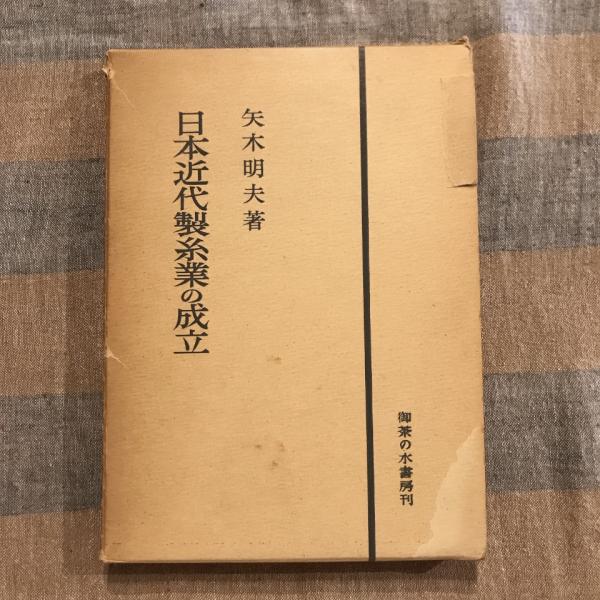 矢木明夫著
日本近代製糸業の成立
御茶の水書房刊